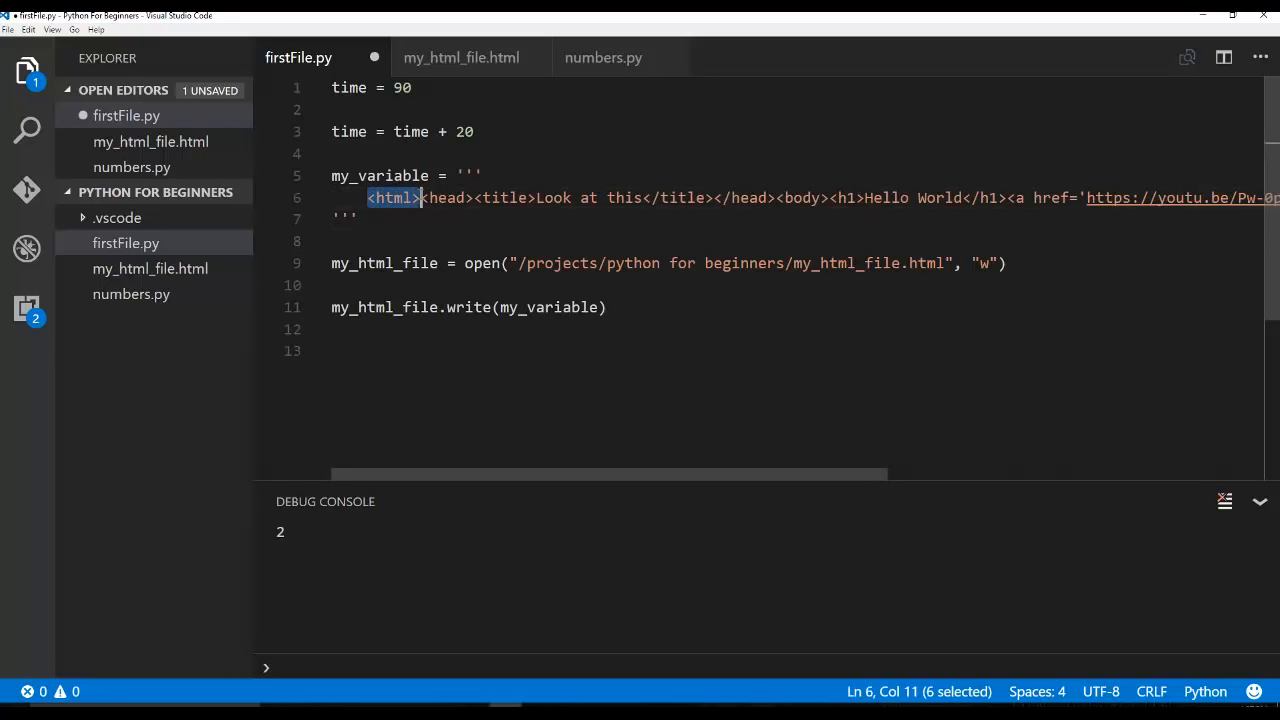 firstFile.py - Python For Beginners - Visual Studio Code
File Edit View Go Help
EXPLORER
OPEN EDITORS 1 UNSAVED
firstFile.py
my_html_file.html
numbers.py
PYTHON FOR BEGINNERS
.vscode
firstFile.py
my_html_file.html
numbers.py
1
2
firstFile.py my_html_file.html numbers.py
1 time = 90
2
3 time = time + 20
4
5 my_variable = '''
6 <html><head><title>Look at this</title></head><body><h1>Hello World</h1><a href='https://youtu.be/Pw-0p
7 '''
8
9 my_html_file = open("/projects/python for beginners/my_html_file.html", "w")
10
11 my_html_file.write(my_variable)
12
13
DEBUG CONSOLE
2
0 0 Ln 6, Col 11 (6 selected) Spaces: 4 UTF-8 CRLF Python